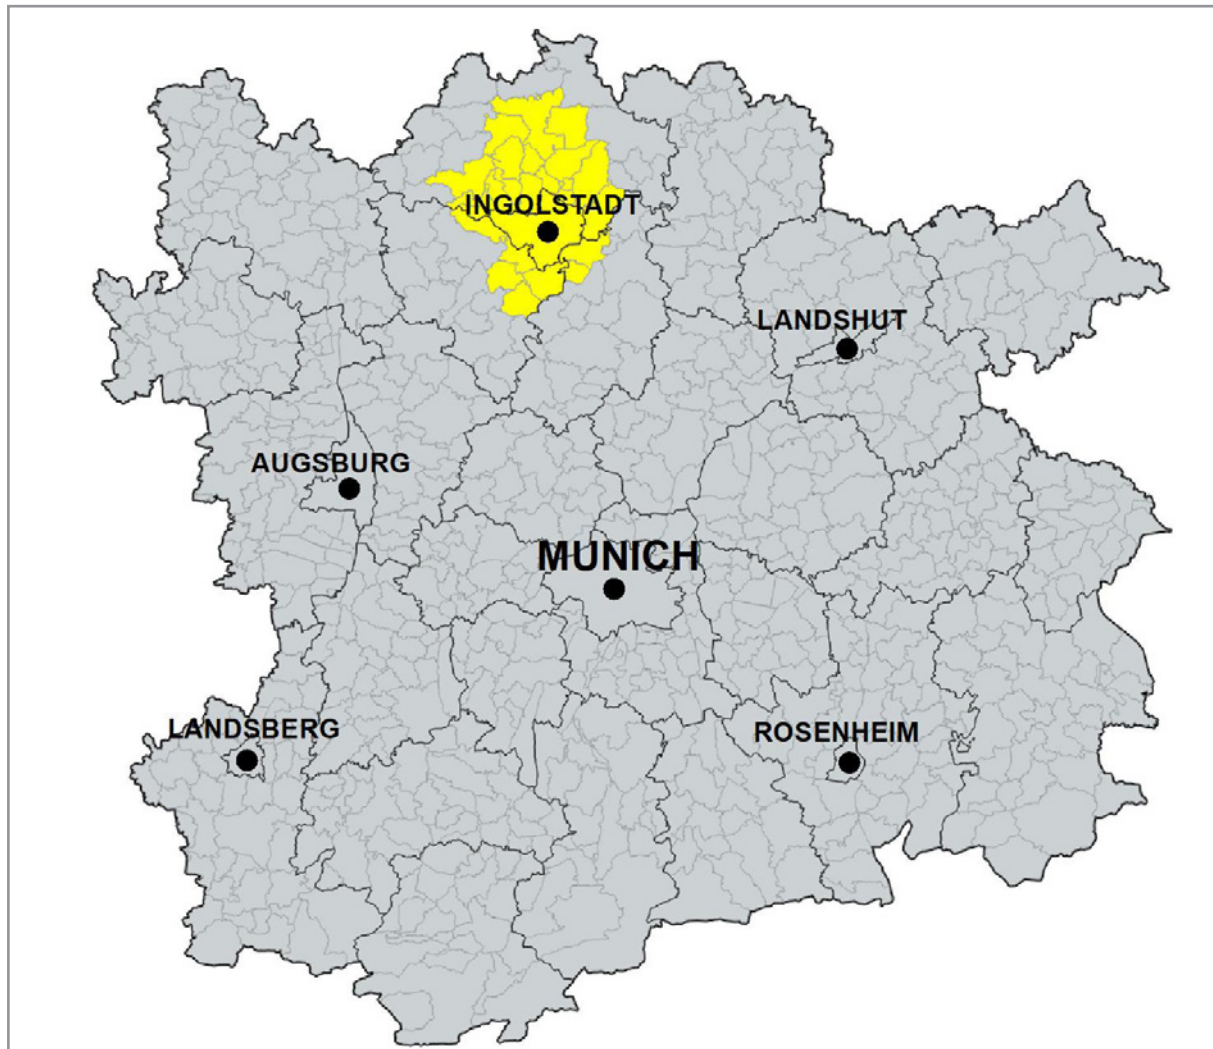 INGOLSTADT
LANDSHUT
AUGSBURG
MUNICH
LANDSBERG
ROSENHEIM